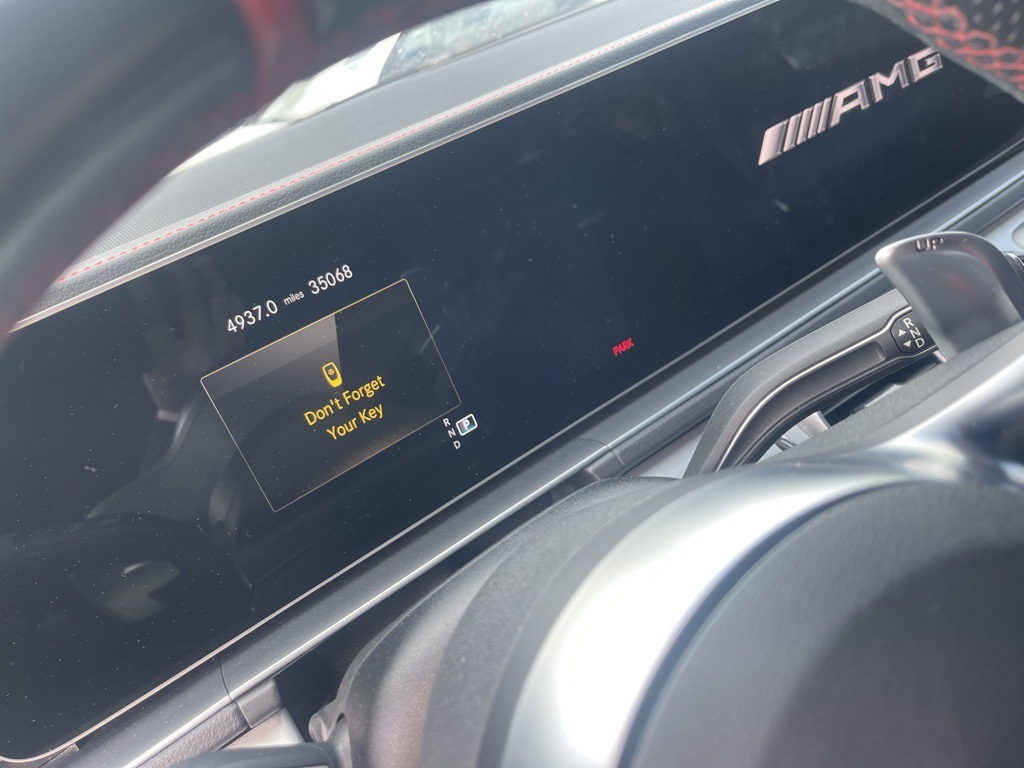 AMG
UP
4937.0 miles 35068
R
N
D
PARK
Don't Forget
Your Key
R
N P
D